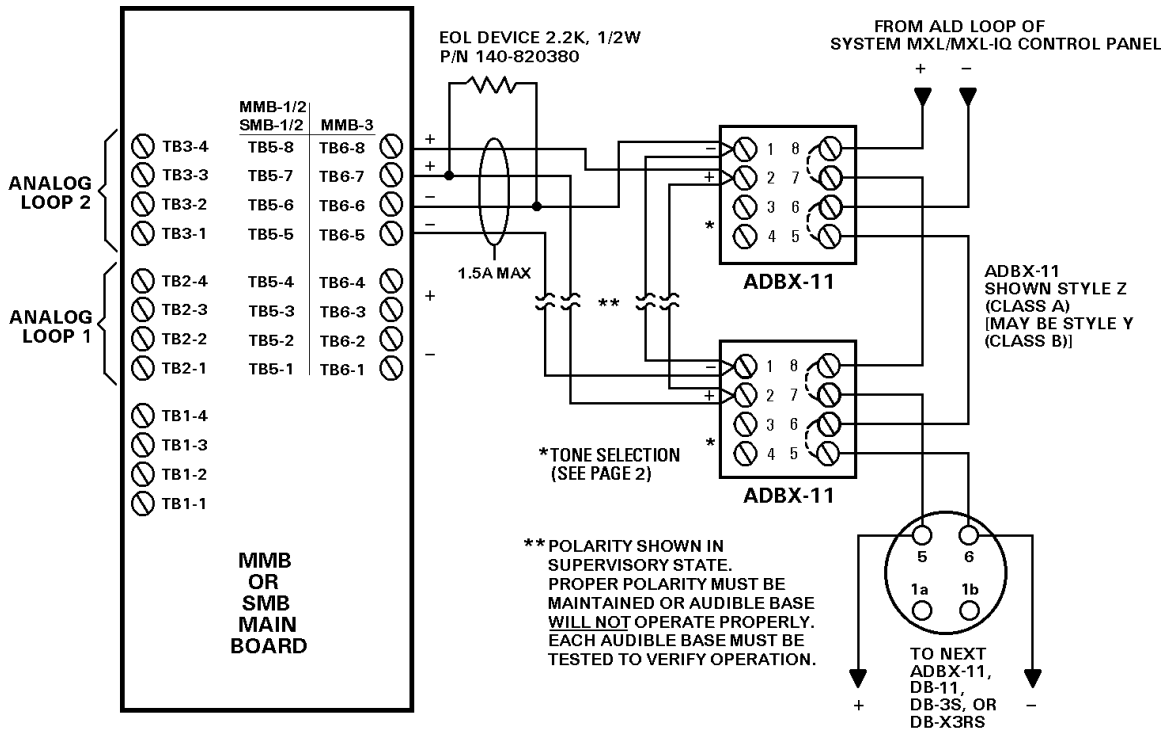 EOL DEVICE 2.2K, 1/2W
P/N 140-820380
FROM ALD LOOP OF
SYSTEM MXL/MXL-IQ CONTROL PANEL
+ −
MMB-1/2
SMB-1/2 MMB-3
ANALOG
LOOP 2
TB3-4 TB5-8 TB6-8 +
TB3-3 TB5-7 TB6-7 +
TB3-2 TB5-6 TB6-6 −
TB3-1 TB5-5 TB6-5 −
1.5A MAX
ANALOG
LOOP 1
TB2-4 TB5-4 TB6-4
+
TB2-3 TB5-3 TB6-3
TB2-2 TB5-2 TB6-2
−
TB2-1 TB5-1 TB6-1
TB1-4
TB1-3
TB1-2
TB1-1
MMB
OR
SMB
MAIN
BOARD
− 1 8
+ 2 7
3 6
* 4 5
ADBX-11
**
ADBX-11
SHOWN STYLE Z
(CLASS A)
[MAY BE STYLE Y
(CLASS B)]
− 1 8
+ 2 7
3 6
* 4 5
ADBX-11
*TONE SELECTION
(SEE PAGE 2)
**POLARITY SHOWN IN
SUPERVISORY STATE.
PROPER POLARITY MUST BE
MAINTAINED OR AUDIBLE BASE
WILL NOT OPERATE PROPERLY.
EACH AUDIBLE BASE MUST BE
TESTED TO VERIFY OPERATION.
5 6
1a 1b
+ −
TO NEXT
ADBX-11,
DB-11,
DB-3S, OR
DB-X3RS